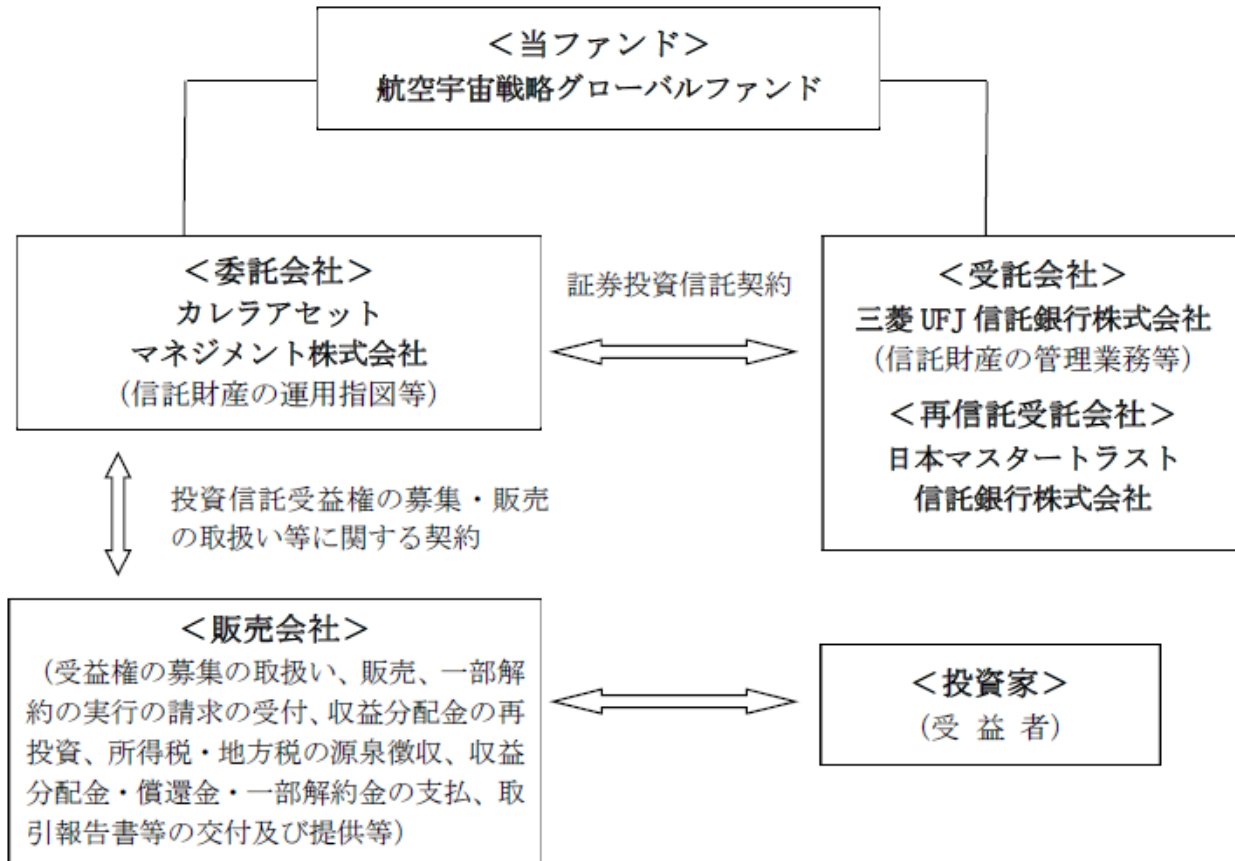 ＜当ファンド＞
航空宇宙戦略グローバルファンド
＜委託会社＞
カレラアセット
マネジメント株式会社
（信託財産の運用指図等）
証券投資信託契約
＜受託会社＞
三菱 UFJ 信託銀行株式会社
（信託財産の管理業務等）
＜再信託受託会社＞
日本マスタートラスト
信託銀行株式会社
投資信託受益権の募集・販売
の取扱い等に関する契約
＜販売会社＞
（受益権の募集の取扱い、販売、一部解
約の実行の請求の受付、収益分配金の再
投資、所得税・地方税の源泉徴収、収益
分配金・償還金・一部解約金の支払、取
引報告書等の交付及び提供等）
＜投資家＞
（受 益 者）